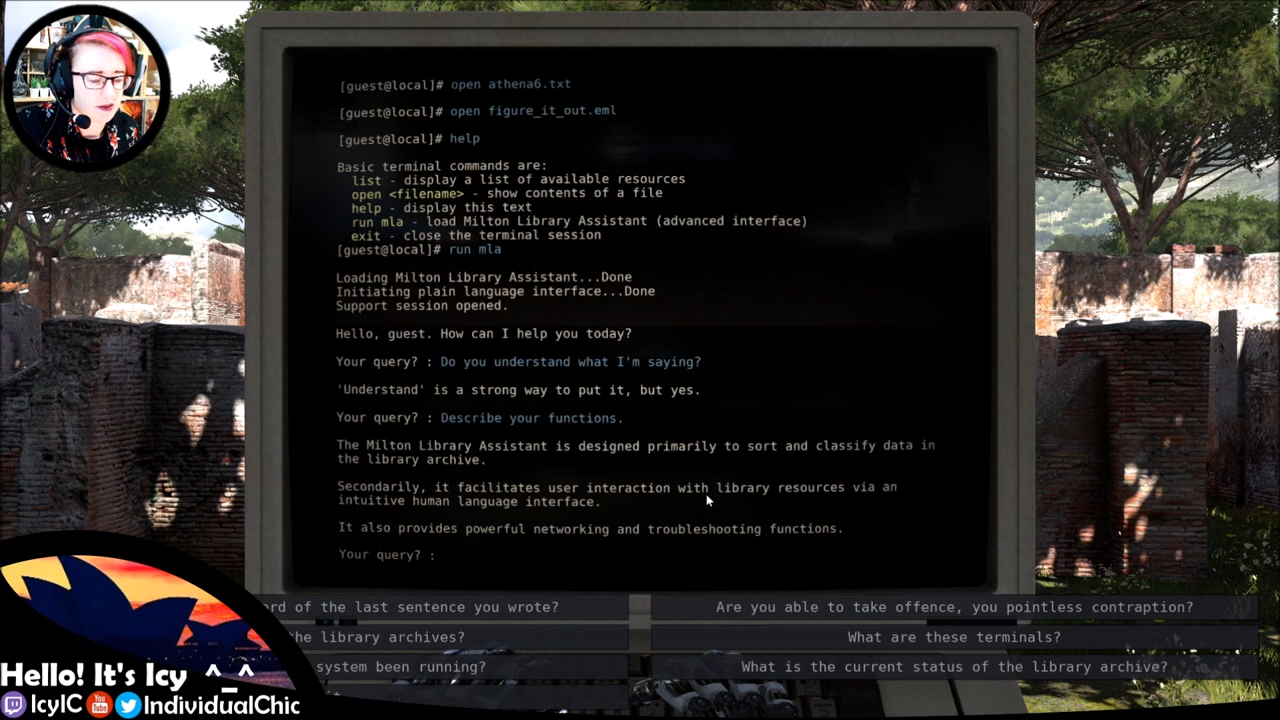 [guest@local]# open athena6.txt
[guest@local]# open figure_it_out.eml
[guest@local]# help
Basic terminal commands are:
list - display a list of available resources
open <filename> - show contents of a file
help - display this text
run mla - load Milton Library Assistant (advanced interface)
exit - close the terminal session
[guest@local]# run mla
Loading Milton Library Assistant...Done
Initiating plain language interface...Done
Support session opened.
Hello, guest. How can I help you today?
Your query? : Do you understand what I'm saying?
'Understand' is a strong way to put it, but yes.
Your query? : Describe your functions.
The Milton Library Assistant is designed primarily to sort and classify data in
the library archive.
Secondarily, it facilitates user interaction with library resources via an
intuitive human language interface.
It also provides powerful networking and troubleshooting functions.
Your query? :
of the last sentence you wrote?
Are you able to take offence, you pointless contraption?
the library archives?
What are these terminals?
system been running?
What is the current status of the library archive?
Hello! It's Icy ^_^
IcyIC You Tube IndividualChic